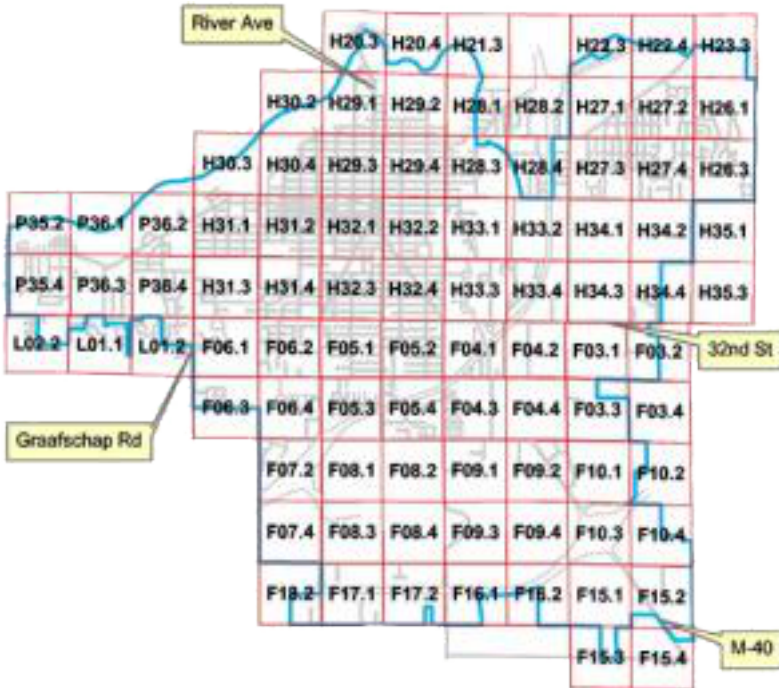 River Ave
H20.3 H20.4 H21.3 H22.3 H22.4 H23.3
H30.2 H29.1 H29.2 H28.1 H28.2 H27.1 H27.2 H26.1
H30.3 H30.4 H29.3 H29.4 H28.3 H28.4 H27.3 H27.4 H26.3
P35.2 P36.1 P36.2 H31.1 H31.2 H32.1 H32.2 H33.1 H33.2 H34.1 H34.2 H35.1
P35.4 P36.3 P36.4 H31.3 H31.4 H32.3 H32.4 H33.3 H33.4 H34.3 H34.4 H35.3
L02.2 L01.1 L01.2 F06.1 F06.2 F05.1 F05.2 F04.1 F04.2 F03.1 F03.2
32nd St
F06.3 F06.4 F05.3 F05.4 F04.3 F04.4 F03.3 F03.4
Graafschap Rd
F07.2 F08.1 F08.2 F09.1 F09.2 F10.1 F10.2
F07.4 F08.3 F08.4 F09.3 F09.4 F10.3 F10.4
F18.2 F17.1 F17.2 F16.1 F16.2 F15.1 F15.2
M-40
F15.3 F15.4